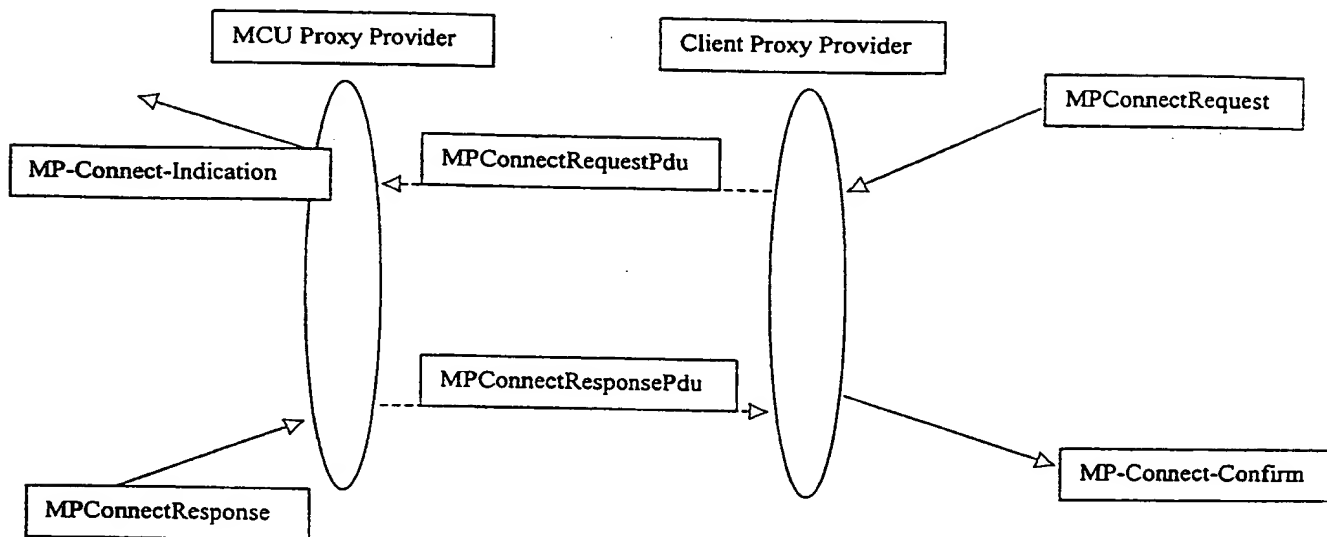 MCU Proxy Provider
Client Proxy Provider
MPConnectRequest
MPConnectRequestPdu
MP-Connect-Indication
MPConnectResponsePdu
MP-Connect-Confirm
MPConnectResponse